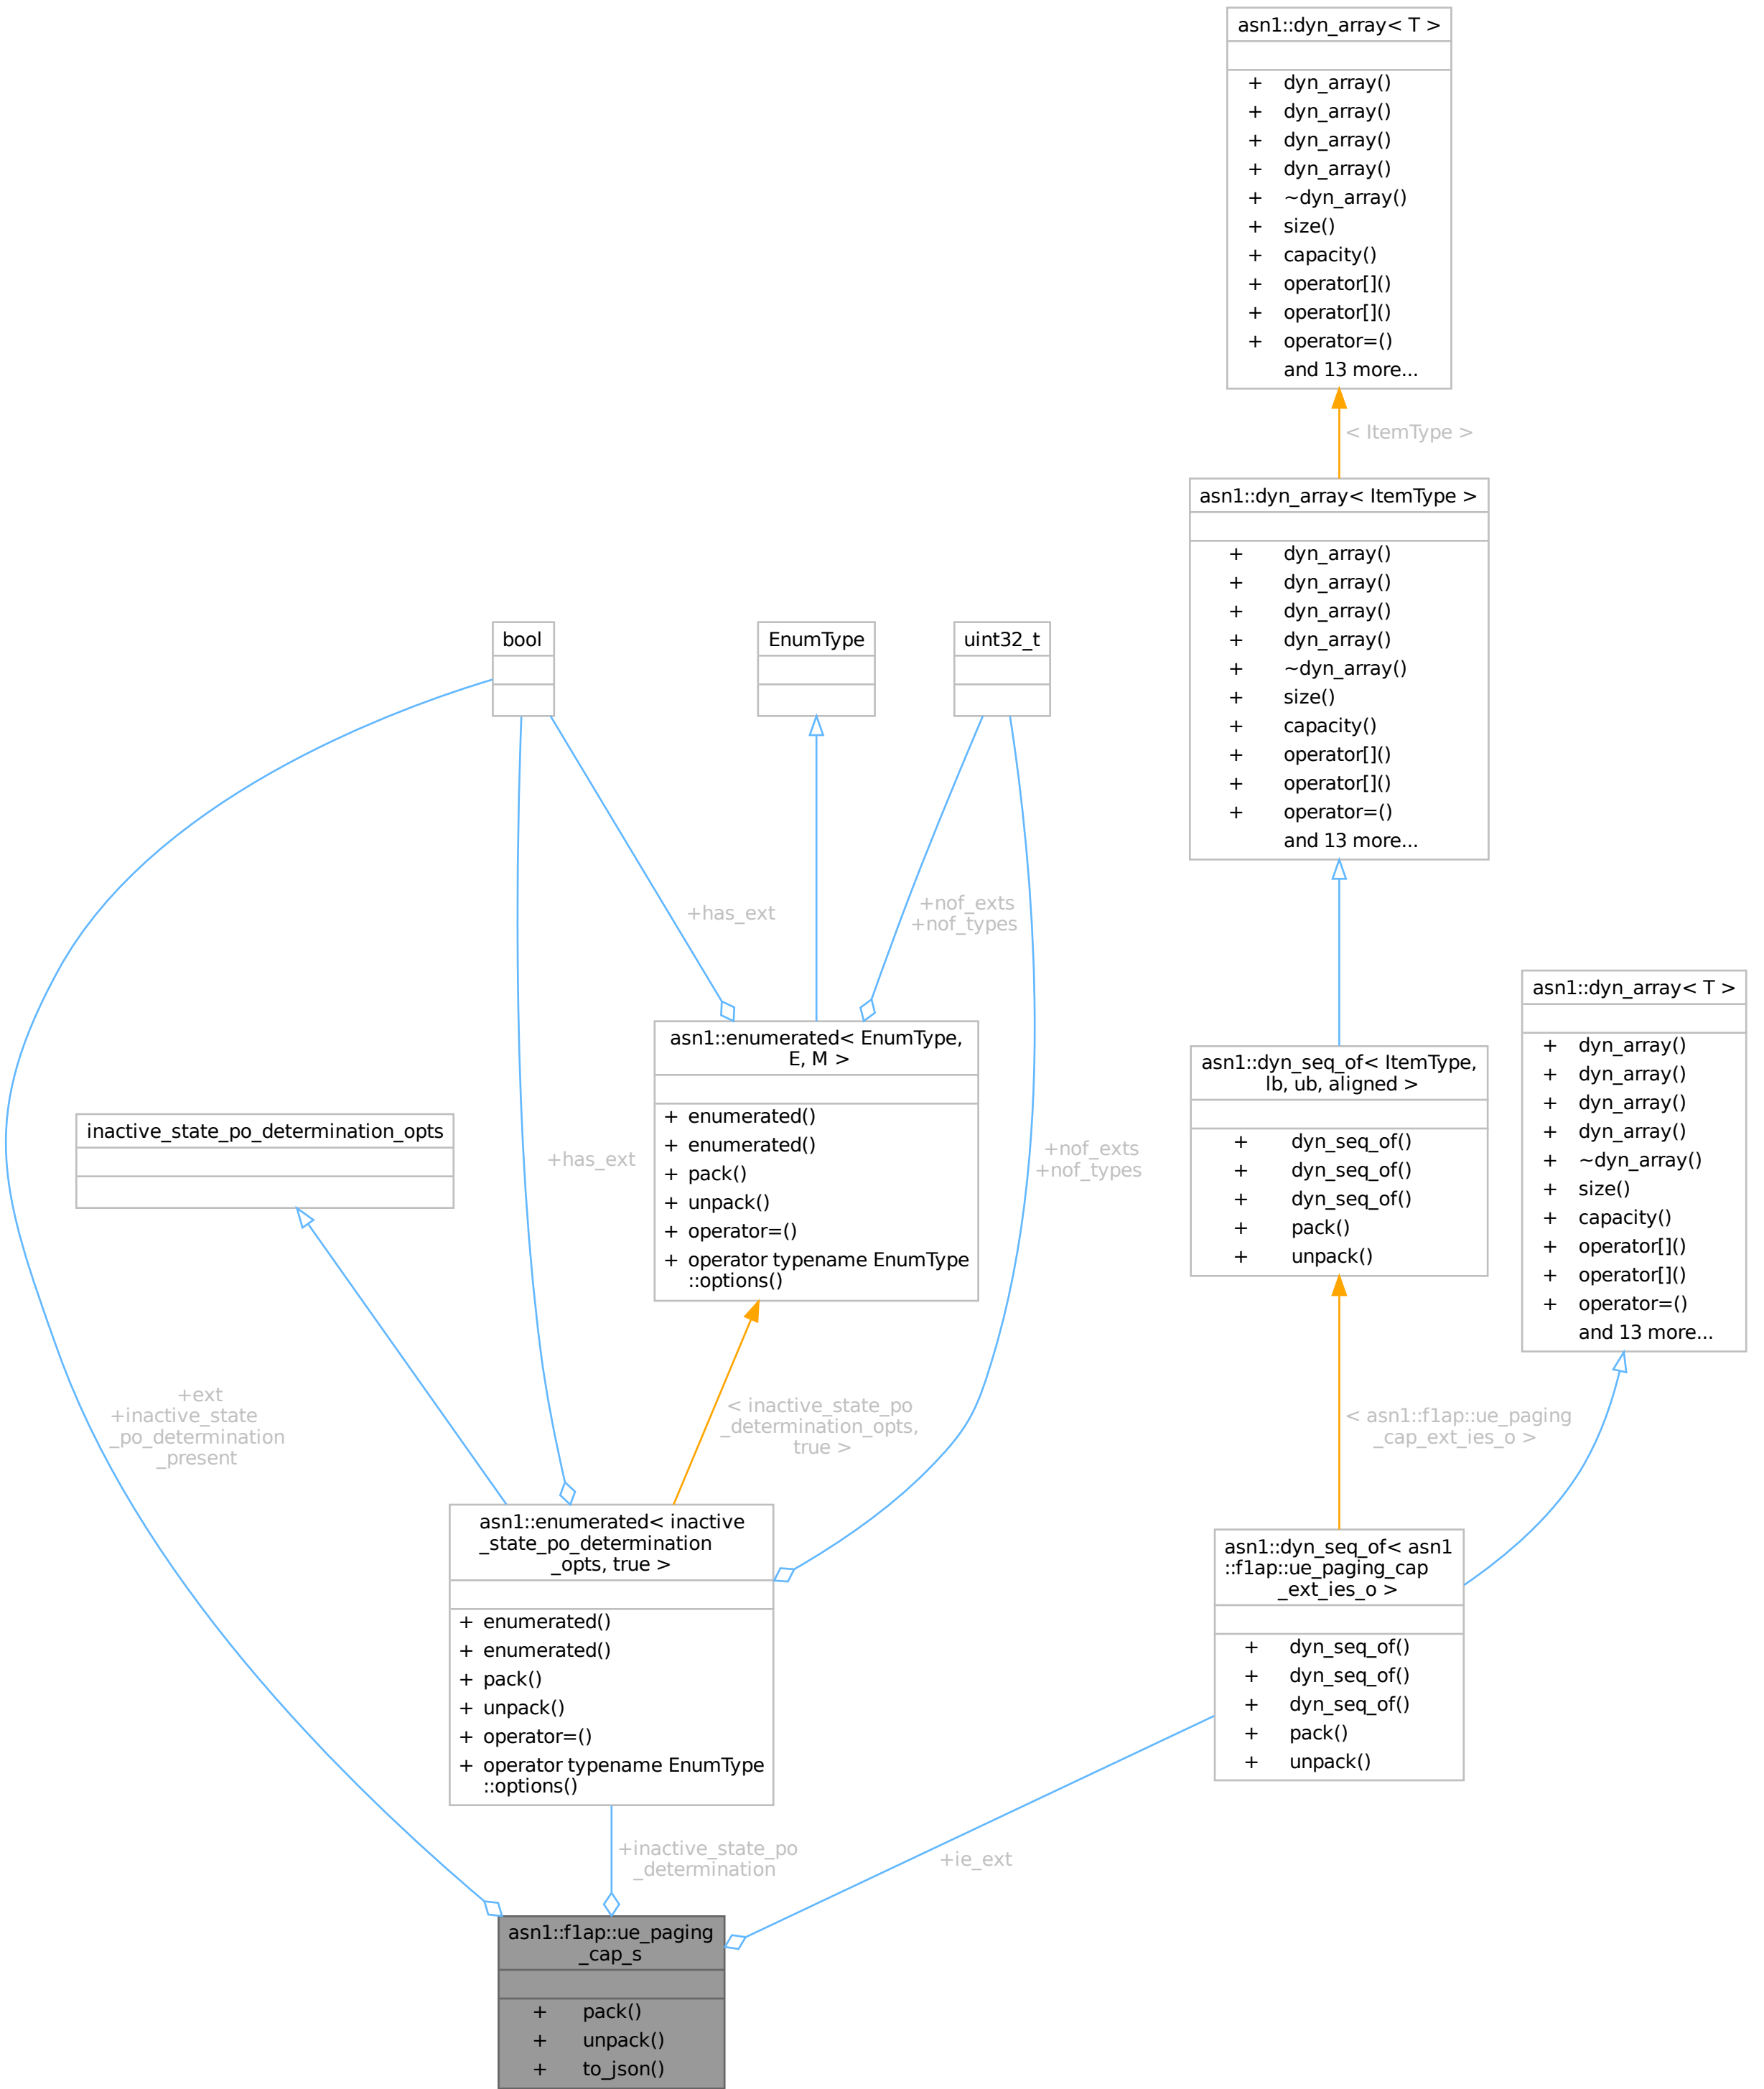 asn1::dyn_array< T >
+ dyn_array()
+ dyn_array()
+ dyn_array()
+ dyn_array()
+ ~dyn_array()
+ size()
+ capacity()
+ operator[]()
+ operator[]()
+ operator=()
and 13 more...
< ItemType >
asn1::dyn_array< ItemType >
+ dyn_array()
+ dyn_array()
+ dyn_array()
+ dyn_array()
+ ~dyn_array()
+ size()
+ capacity()
+ operator[]()
+ operator[]()
+ operator=()
and 13 more...
bool
EnumType
uint32_t
+has_ext
+nof_exts
+nof_types
asn1::dyn_array< T >
+ dyn_array()
+ dyn_array()
+ dyn_array()
+ dyn_array()
+ ~dyn_array()
+ size()
+ capacity()
+ operator[]()
+ operator[]()
+ operator=()
and 13 more...
asn1::enumerated< EnumType,
E, M >
+ enumerated()
+ enumerated()
+ pack()
+ unpack()
+ operator=()
+ operator typename EnumType
::options()
asn1::dyn_seq_of< ItemType,
lb, ub, aligned >
+ dyn_seq_of()
+ dyn_seq_of()
+ dyn_seq_of()
+ pack()
+ unpack()
inactive_state_po_determination_opts
+has_ext
+nof_exts
+nof_types
+ext
+inactive_state
_po_determination
_present
< inactive_state_po
_determination_opts,
true >
< asn1::f1ap::ue_paging
_cap_ext_ies_o >
asn1::enumerated< inactive
_state_po_determination
_opts, true >
+ enumerated()
+ enumerated()
+ pack()
+ unpack()
+ operator=()
+ operator typename EnumType
::options()
asn1::dyn_seq_of< asn1
::f1ap::ue_paging_cap
_ext_ies_o >
+ dyn_seq_of()
+ dyn_seq_of()
+ dyn_seq_of()
+ pack()
+ unpack()
+inactive_state_po
_determination
+ie_ext
asn1::f1ap::ue_paging
_cap_s
+ pack()
+ unpack()
+ to_json()